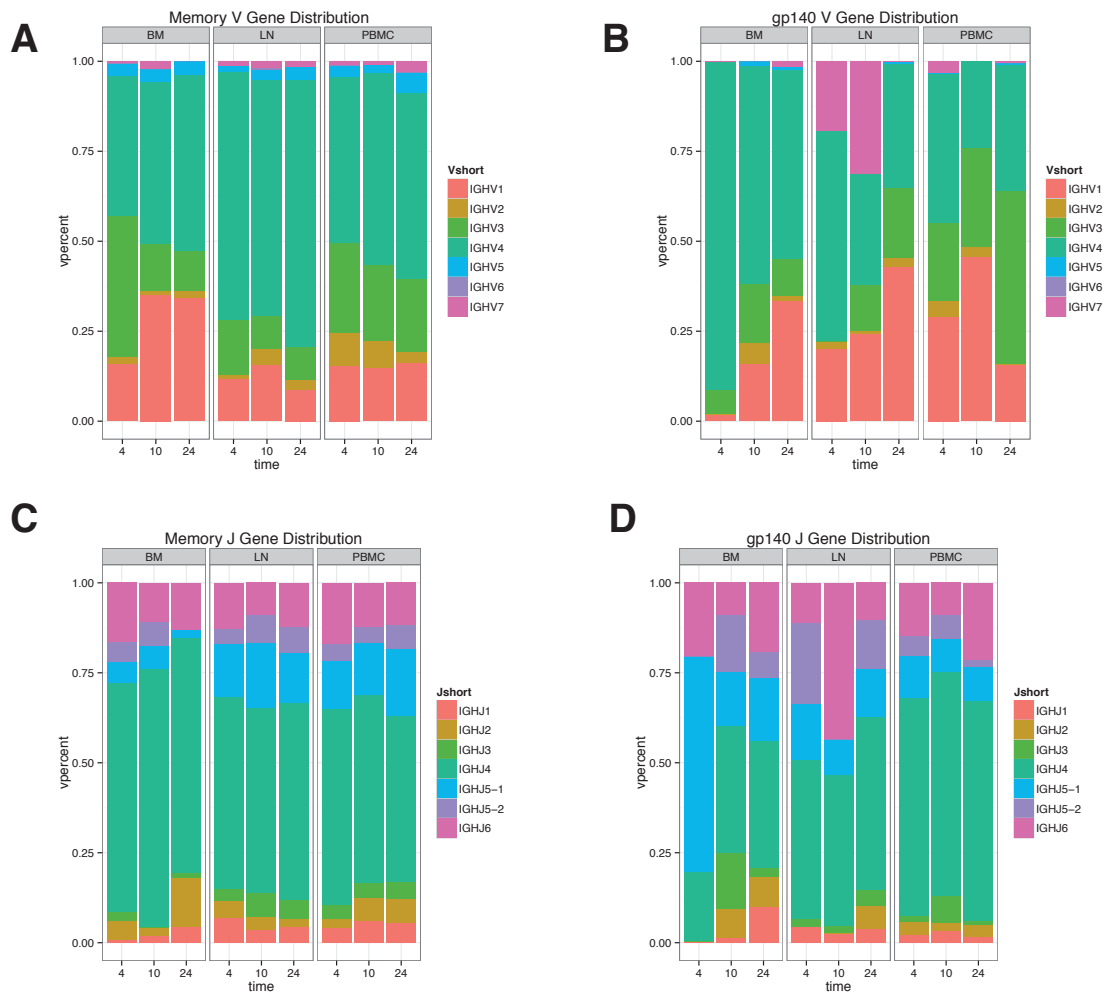 A
Memory V Gene Distribution
BM LN PBMC
1.00
0.75
0.50
0.25
0.00
vpercent
4 10 24 4 10 24 4 10 24
time
Vshort
IGHV1
IGHV2
IGHV3
IGHV4
IGHV5
IGHV6
IGHV7
B
gp140 V Gene Distribution
BM LN PBMC
1.00
0.75
0.50
0.25
0.00
vpercent
4 10 24 4 10 24 4 10 24
time
Vshort
IGHV1
IGHV2
IGHV3
IGHV4
IGHV5
IGHV6
IGHV7
C
Memory J Gene Distribution
BM LN PBMC
1.00
0.75
0.50
0.25
0.00
vpercent
4 10 24 4 10 24 4 10 24
time
Jshort
IGHJ1
IGHJ2
IGHJ3
IGHJ4
IGHJ5-1
IGHJ5-2
IGHJ6
D
gp140 J Gene Distribution
BM LN PBMC
1.00
0.75
0.50
0.25
0.00
vpercent
4 10 24 4 10 24 4 10 24
time
Jshort
IGHJ1
IGHJ2
IGHJ3
IGHJ4
IGHJ5-1
IGHJ5-2
IGHJ6